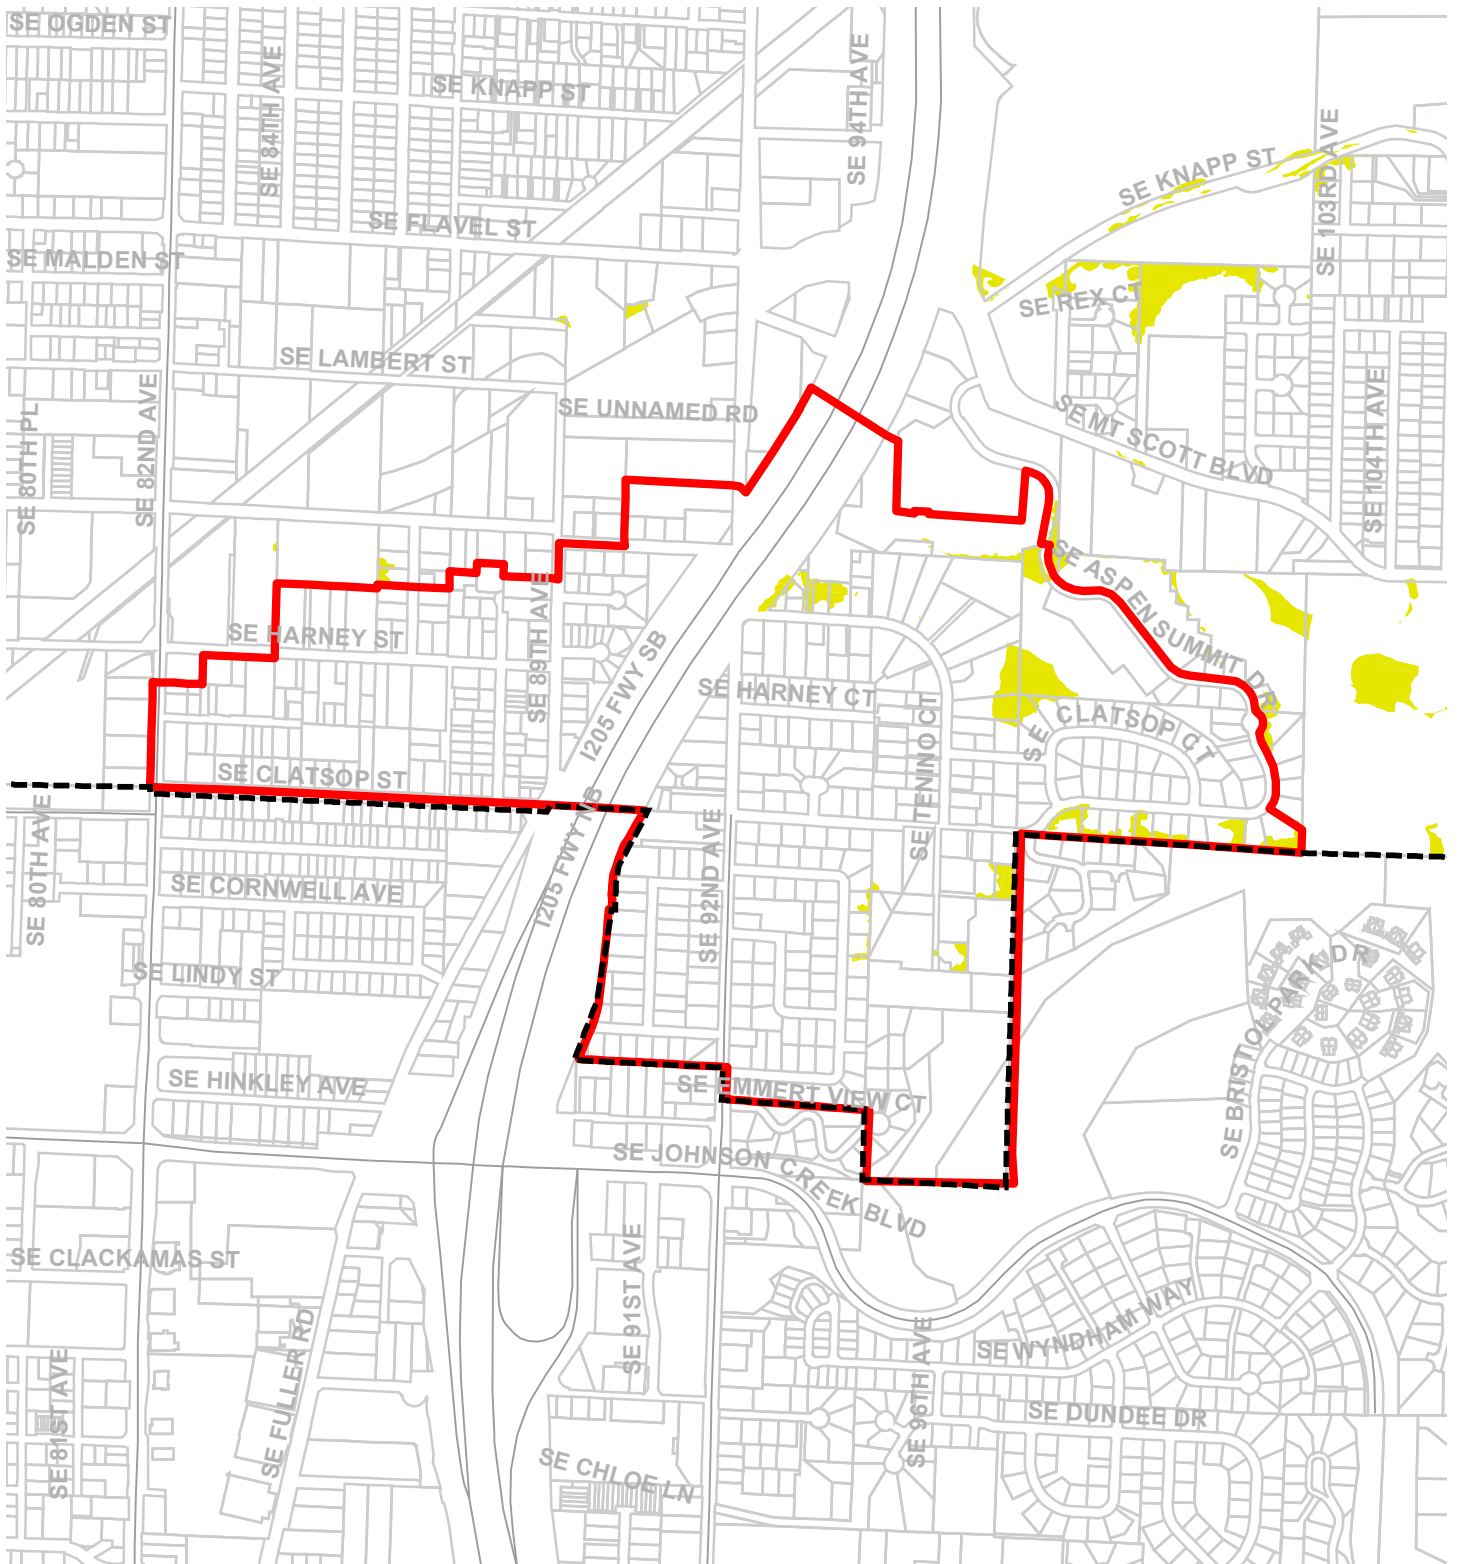 SE OGDEN ST
SE 84TH AVE
SE KNAPP ST
SE 94TH AVE
SE KNAPP ST
SE 103RD AVE
SE FLAVEL ST
SE MALDEN ST
SE REX CT
SE LAMBERT ST
SE UNNAMED RD
SE 80TH PL
SE 82ND AVE
SE MT SCOTT BLVD
SE 104TH AVE
SE HARNEY ST
SE 89TH AVE
I205 FWY SB
SE HARNEY CT
SE TENINO CT
SE ASPEN SUMMIT DR
SE CLATSOP CT
SE CLATSOP ST
SE 80TH AVE
I205 FWY NB
SE 92ND AVE
SE CORNWELL AVE
SE LINDY ST
SE BRISTOL PARK DR
SE HINKLEY AVE
SE EMMERT VIEW CT
SE JOHNSON CREEK BLVD
SE CLACKAMAS ST
SE 91ST AVE
SE FULLER RD
SE 81ST AVE
SE WYNDHAM WAY
SE 96TH AVE
SE DUNDEE DR
SE CHLOE LN